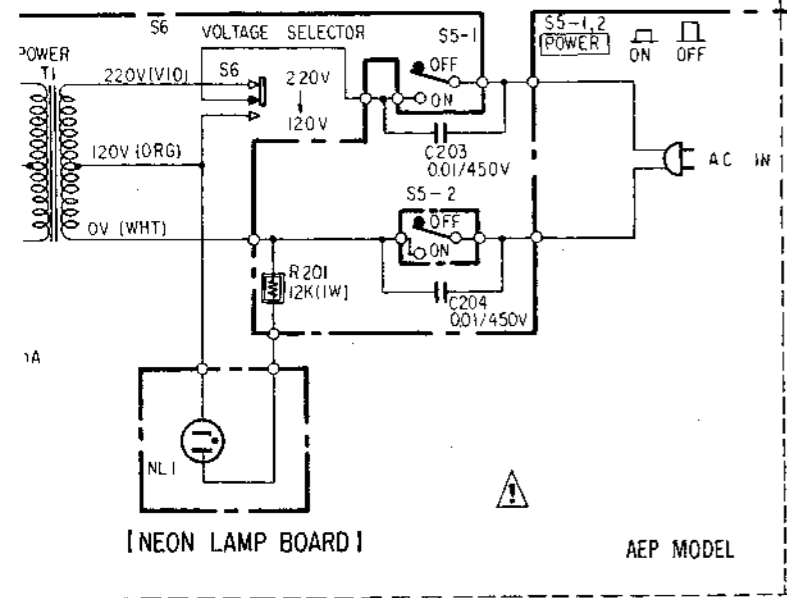 S6 VOLTAGE SELECTOR
S5-1
S5-1,2
POWER
ON
OFF
POWER
T1
220V(VIO)
S6
220V
120V
OFF
ON
C203
0.01/450V
120V (ORG)
AC IN
S5-2
OFF
ON
0V (WHT)
R201
12K(1W)
C204
0.01/450V
NL1
[NEON LAMP BOARD]
AEP MODEL